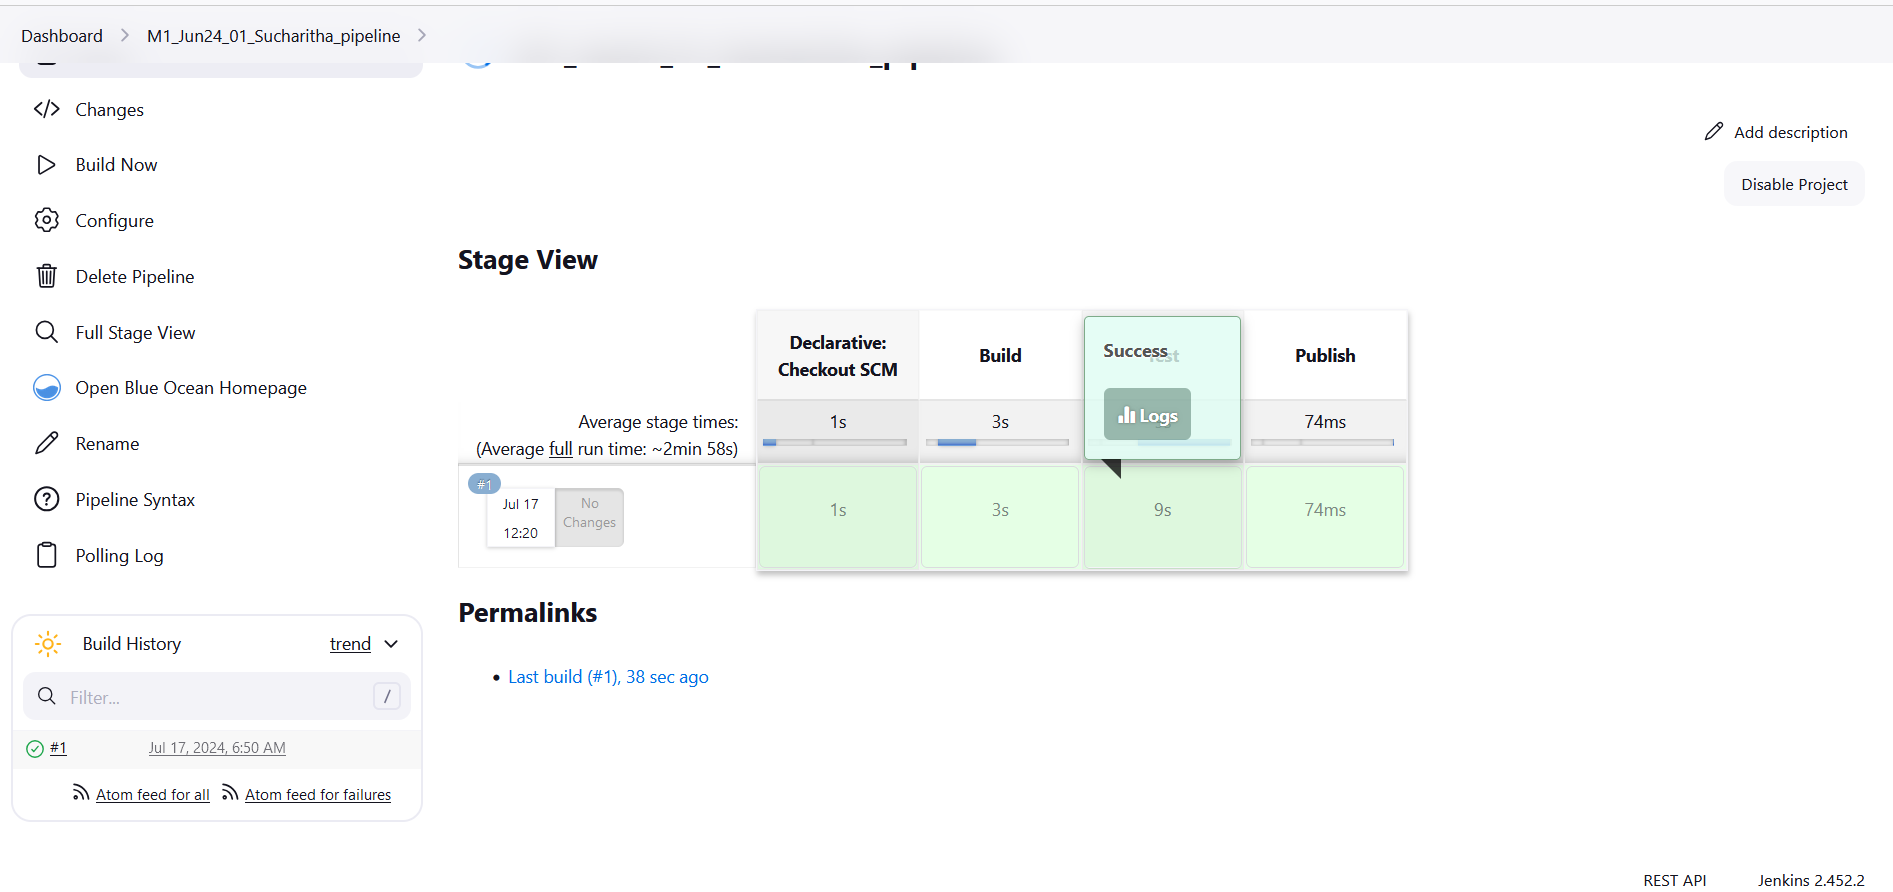 Dashboard
M1_Jun24_01_Sucharitha_pipeline
Changes
Build Now
Configure
Delete Pipeline
Full Stage View
Open Blue Ocean Homepage
Rename
Pipeline Syntax
Polling Log
Build History
trend
Filter...
/
#1
Jul 17, 2024, 6:50 AM
Atom feed for all
Atom feed for failures
Add description
Disable Project
Stage View
Declarative:
Checkout SCM
Build
Success
Logs
Publish
Average stage times:
(Average full run time: ~2min 58s)
1s
3s
74ms
#1
Jul 17
12:20
No
Changes
1s
3s
9s
74ms
Permalinks
Last build (#1), 38 sec ago
REST API
Jenkins 2.452.2